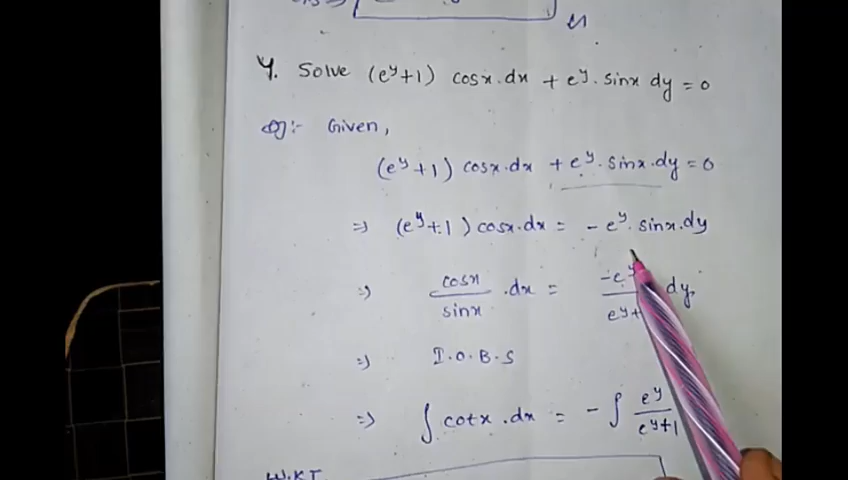 4. Solve (e^y+1) cosx.dx + e^y. sinx dy = 0
Given,
(e^y+1) cosx.dx + e^y. sinx.dy = 0
⇒ (e^y+1) cosx.dx = - e^y. sinx.dy
⇒ cosx/sinx .dx = -e^y/e^y+ dy.
⇒ I.O.B.S
⇒ ∫ cotx .dx = - ∫ e^y/e^y+1
W.K.T